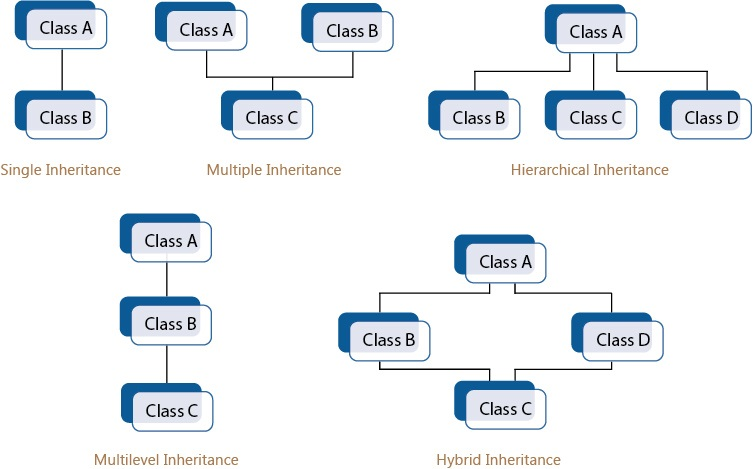 Class A
Class B
Single Inheritance
Class A
Class B
Class C
Multiple Inheritance
Class A
Class B
Class C
Class D
Hierarchical Inheritance
Class A
Class B
Class C
Multilevel Inheritance
Class A
Class B
Class D
Class C
Hybrid Inheritance